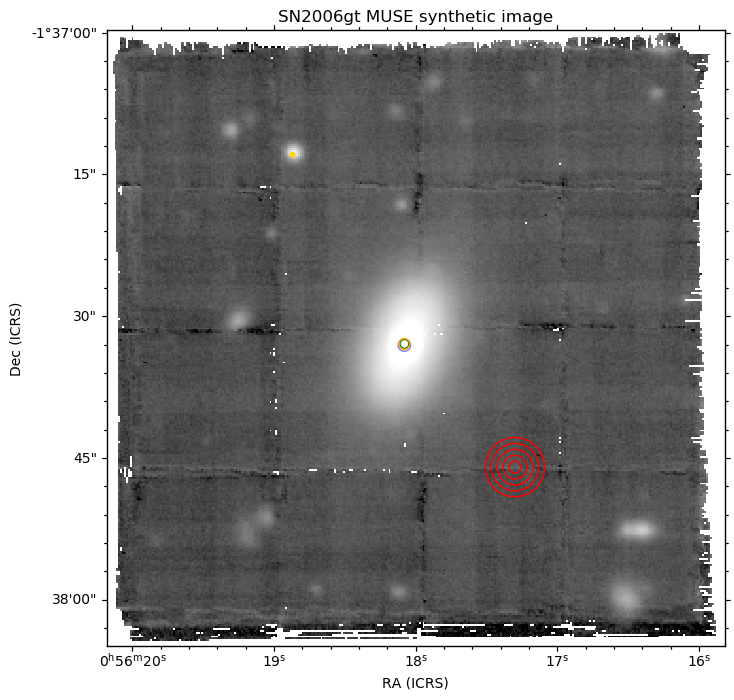 SN2006gt MUSE synthetic image
-1°37'00"
15"
30"
45"
38'00"
Dec (ICRS)
0ʰ56ᵐ20ˢ 19ˢ 18ˢ 17ˢ 16ˢ
RA (ICRS)